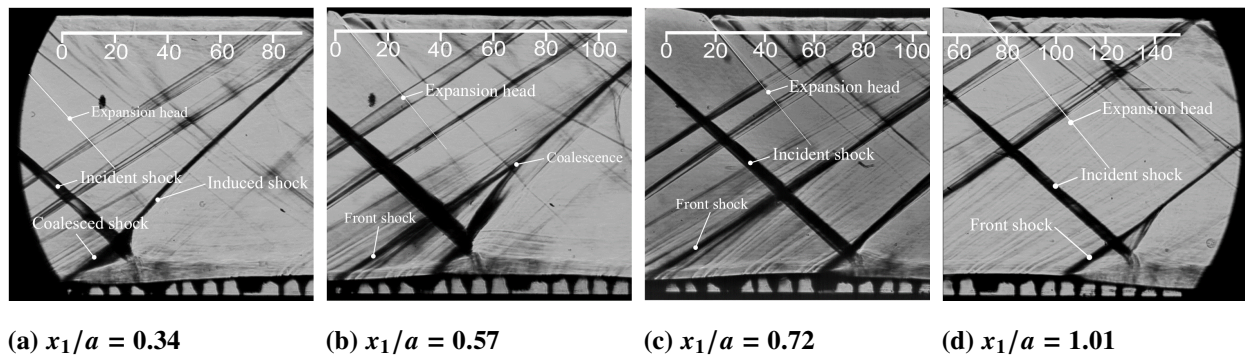 0 20 40 60 80
Expansion head
Incident shock
Induced shock
Coalesced shock
0 20 40 60 80 100
Expansion head
Coalescence
Front shock
0 20 40 60 80 100
Expansion head
Incident shock
Front shock
60 80 100 120 140
Expansion head
Incident shock
Front shock
(a) x₁/a = 0.34
(b) x₁/a = 0.57
(c) x₁/a = 0.72
(d) x₁/a = 1.01